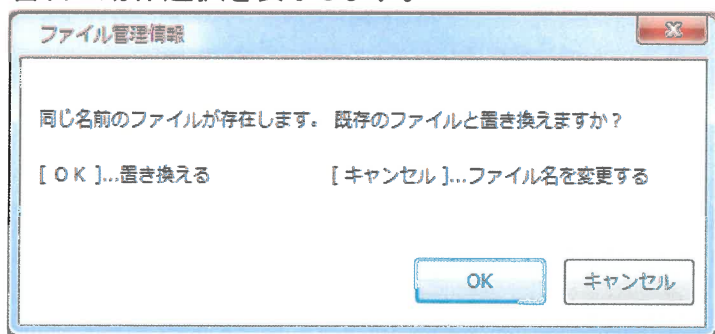 ファイル管理情報
同じ名前のファイルが存在します。 既存のファイルと置き換えますか？
[ ＯＫ ]...置き換える　　　[ キャンセル ]...ファイル名を変更する
OK　キャンセル